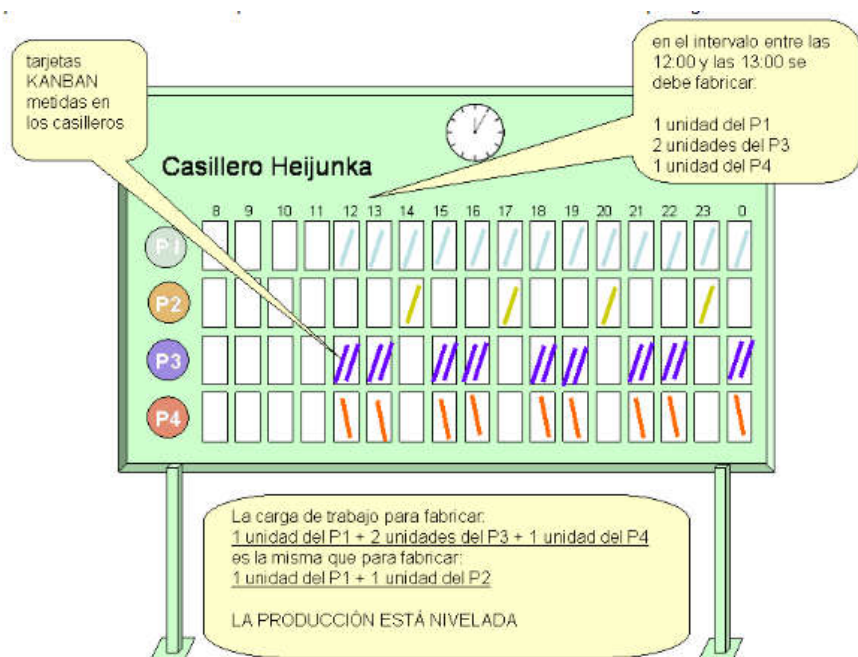 tarjetas
KANBAN
metidas en
los casilleros
en el intervalo entre las
12:00 y las 13:00 se
debe fabricar:
1 unidad del P1
2 unidades del P3
1 unidad del P4
Casillero Heijunka
8 9 10 11 12 13 14 15 16 17 18 19 20 21 22 23 0
P1
P2
P3
P4
La carga de trabajo para fabricar:
1 unidad del P1 + 2 unidades del P3 + 1 unidad del P4
es la misma que para fabricar:
1 unidad del P1 + 1 unidad del P2
LA PRODUCCIÓN ESTÁ NIVELADA